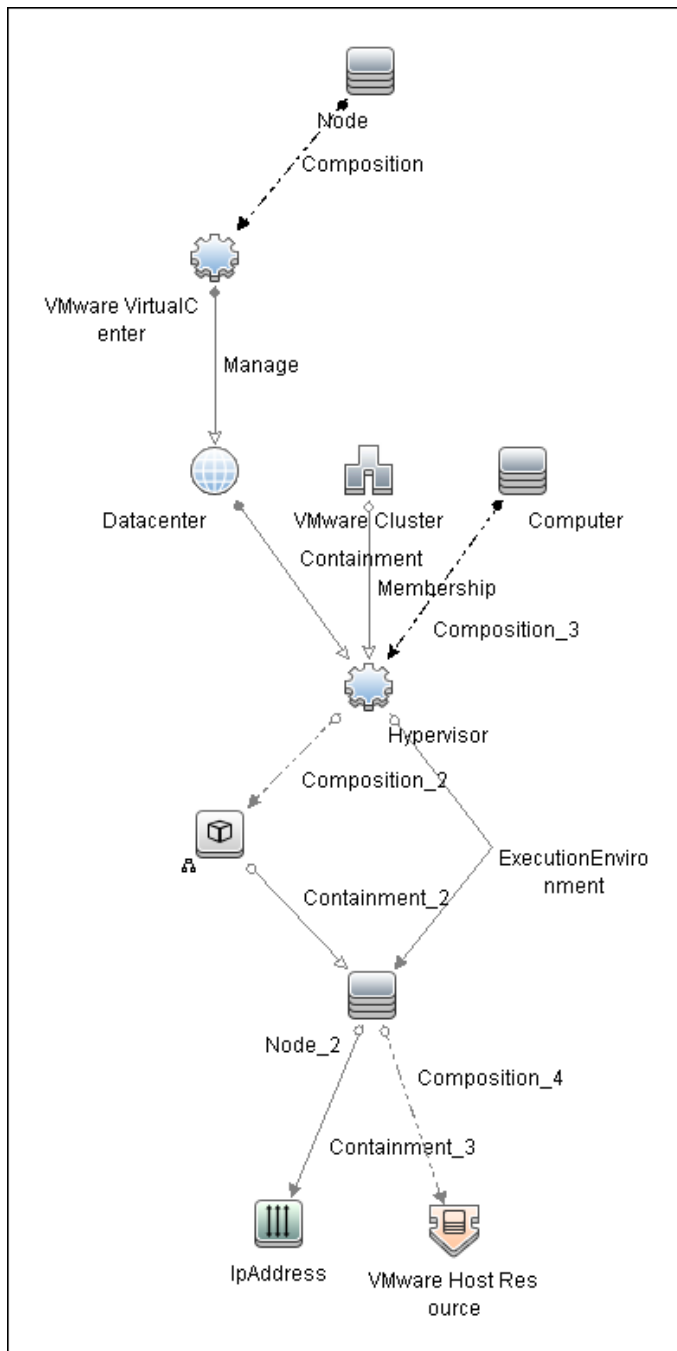 Node
Composition
VMware VirtualC
enter
Manage
Datacenter
VMware Cluster
Computer
Containment
Membership
Composition_3
Hypervisor
Composition_2
ExecutionEnviro
nment
Containment_2
Node_2
Composition_4
Containment_3
IpAddress
VMware Host Res
ource